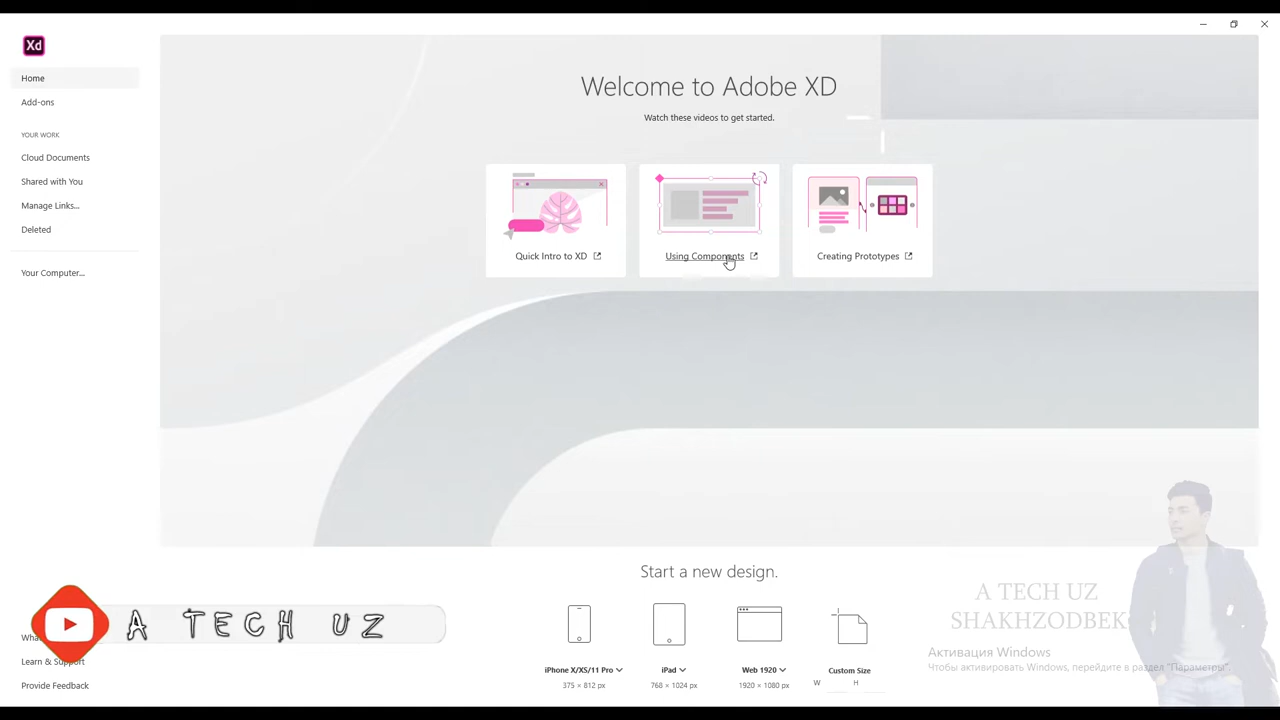 Xd
Home
Add-ons
YOUR WORK
Cloud Documents
Shared with You
Manage Links...
Deleted
Your Computer...
Learn & Support
Provide Feedback
Welcome to Adobe XD
Watch these videos to get started.
Quick Intro to XD
Using Components
Creating Prototypes
Start a new design.
iPhone X/XS/11 Pro
375 × 812 px
iPad
768 × 1024 px
Web 1920
1920 × 1080 px
Custom Size
W H
A TECH UZ
A TECH UZ
SHAKHZODBEK
Активация Windows
Чтобы активировать Windows, перейдите в раздел "Параметры".